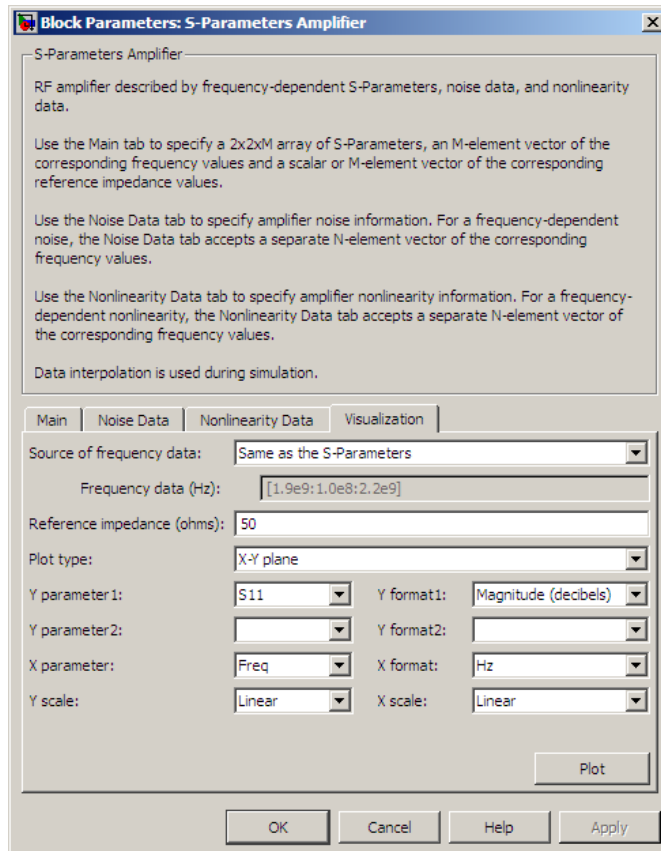 Block Parameters: S-Parameters Amplifier
S-Parameters Amplifier
RF amplifier described by frequency-dependent S-Parameters, noise data, and nonlinearity
data.
Use the Main tab to specify a 2x2xM array of S-Parameters, an M-element vector of the
corresponding frequency values and a scalar or M-element vector of the corresponding
reference impedance values.
Use the Noise Data tab to specify amplifier noise information. For a frequency-dependent
noise, the Noise Data tab accepts a separate N-element vector of the corresponding
frequency values.
Use the Nonlinearity Data tab to specify amplifier nonlinearity information. For a frequency-
dependent nonlinearity, the Nonlinearity Data tab accepts a separate N-element vector of
the corresponding frequency values.
Data interpolation is used during simulation.
Main Noise Data Nonlinearity Data Visualization
Source of frequency data: Same as the S-Parameters
Frequency data (Hz): [1.9e9:1.0e8:2.2e9]
Reference impedance (ohms): 50
Plot type: X-Y plane
Y parameter1: S11 Y format1: Magnitude (decibels)
Y parameter2: Y format2:
X parameter: Freq X format: Hz
Y scale: Linear X scale: Linear
Plot
OK Cancel Help Apply